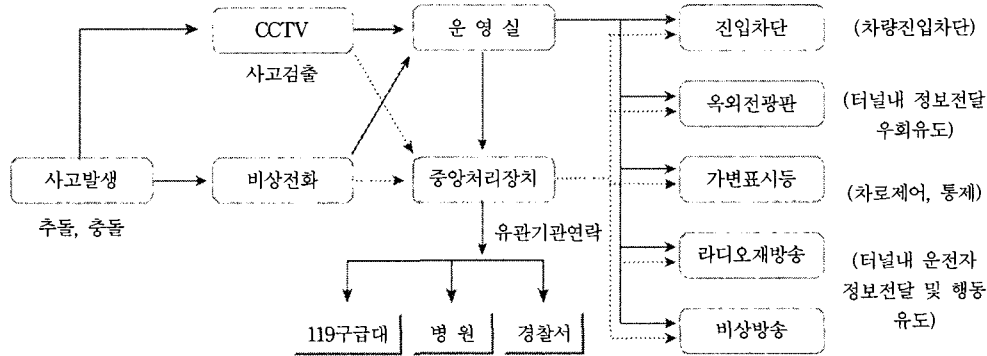 CCTV
운 영 실
진입차단
(차량진입차단)
사고검출
옥외전광판
(터널내 정보전달
우회유도)
사고발생
비상전화
중앙처리장치
가변표시등
(차로제어, 통제)
추돌, 충돌
유관기관연락
라디오재방송
(터널내 운전자
정보전달 및 행동
유도)
119구급대
병 원
경찰서
비상방송